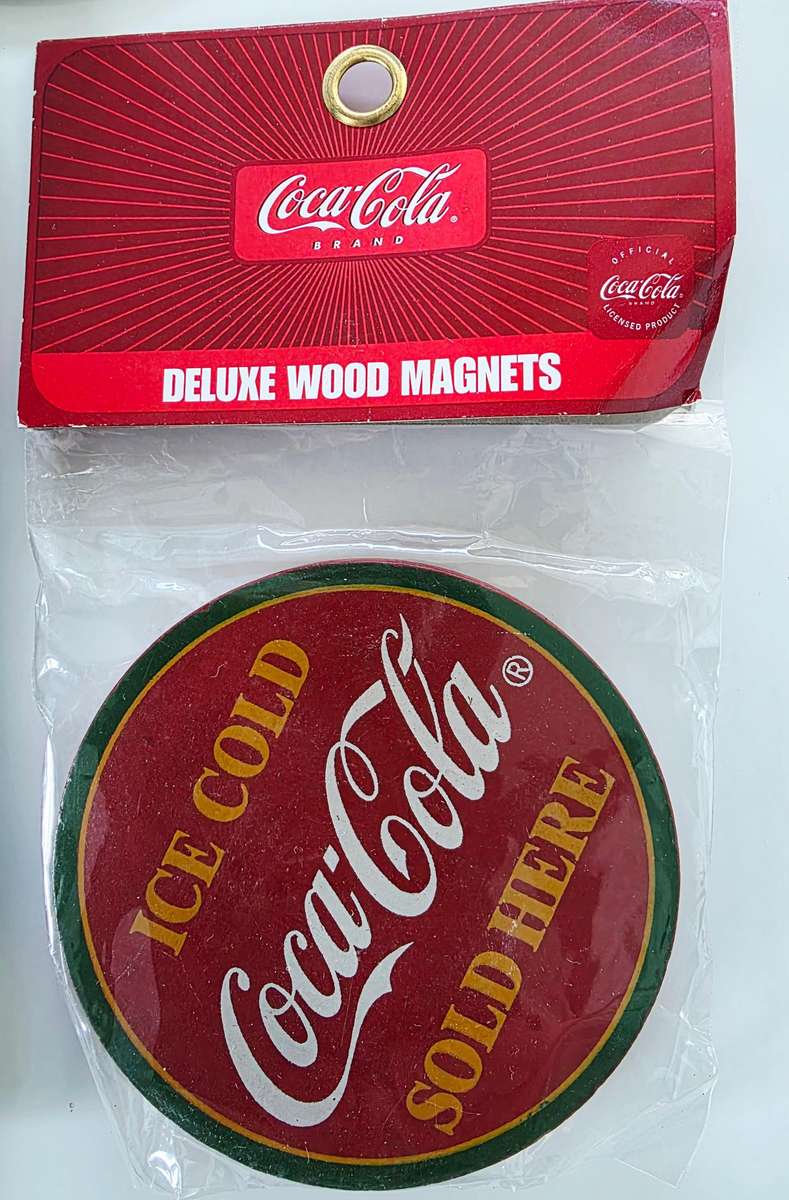 Coca-Cola®
BRAND
OFFICIAL
Coca-Cola®
BRAND
LICENSED PRODUCT
DELUXE WOOD MAGNETS
ICE COLD
Coca-Cola®
SOLD HERE